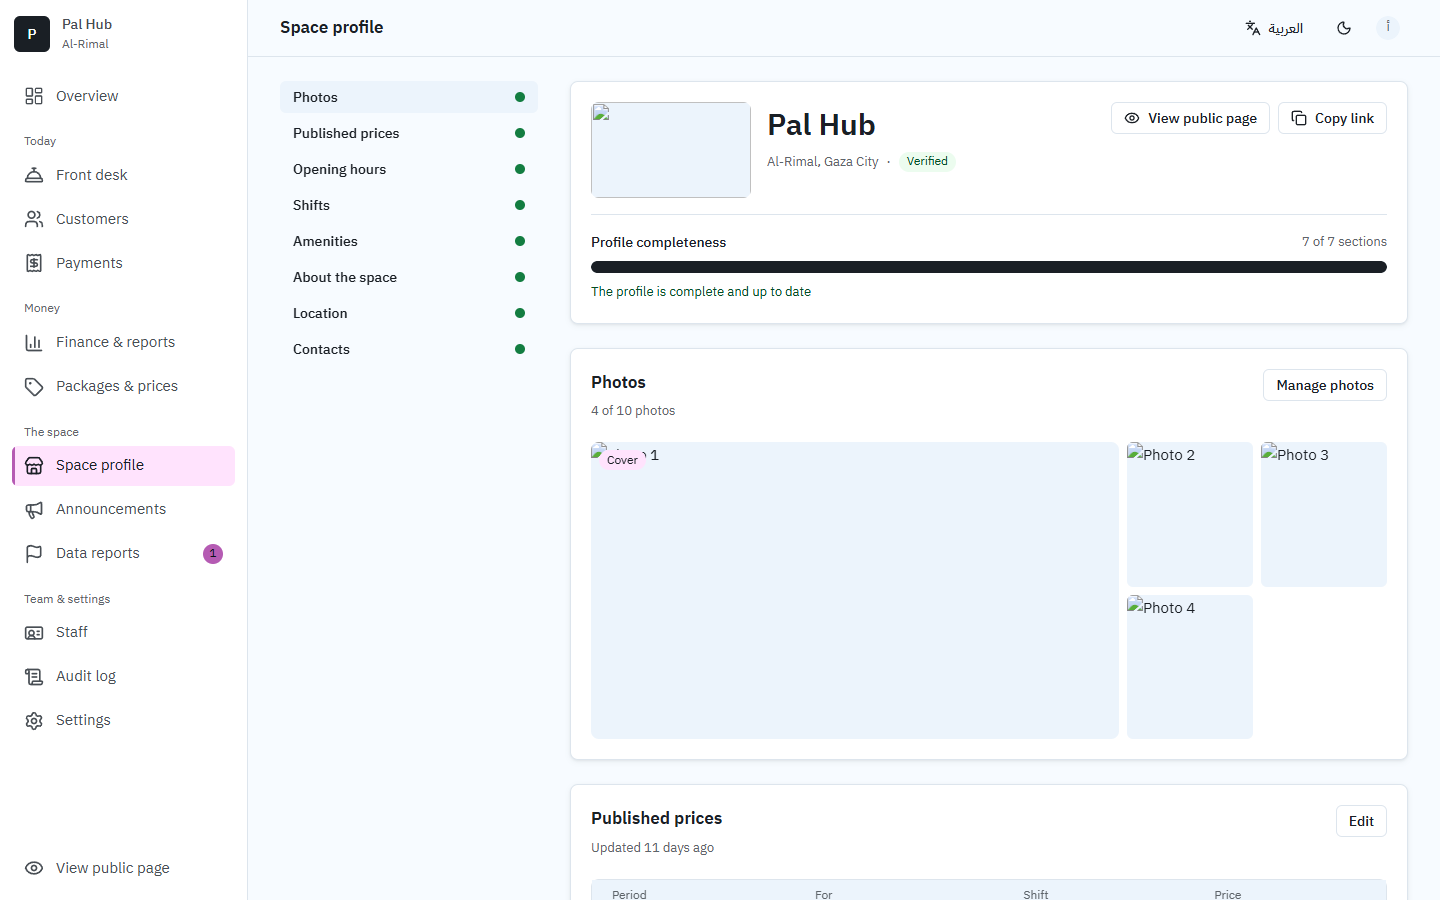 P
Pal Hub
Al-Rimal
Overview
Today
Front desk
Customers
Payments
Money
Finance & reports
Packages & prices
The space
Space profile
Announcements
Data reports
1
Team & settings
Staff
Audit log
Settings
View public page
Space profile
العربية
أ
Photos
Published prices
Opening hours
Shifts
Amenities
About the space
Location
Contacts
Pal Hub
Al-Rimal, Gaza City · Verified
View public page
Copy link
Profile completeness
7 of 7 sections
The profile is complete and up to date
Photos
4 of 10 photos
Manage photos
Cover
1
Photo 2
Photo 3
Photo 4
Published prices
Updated 11 days ago
Edit
Period For Shift Price